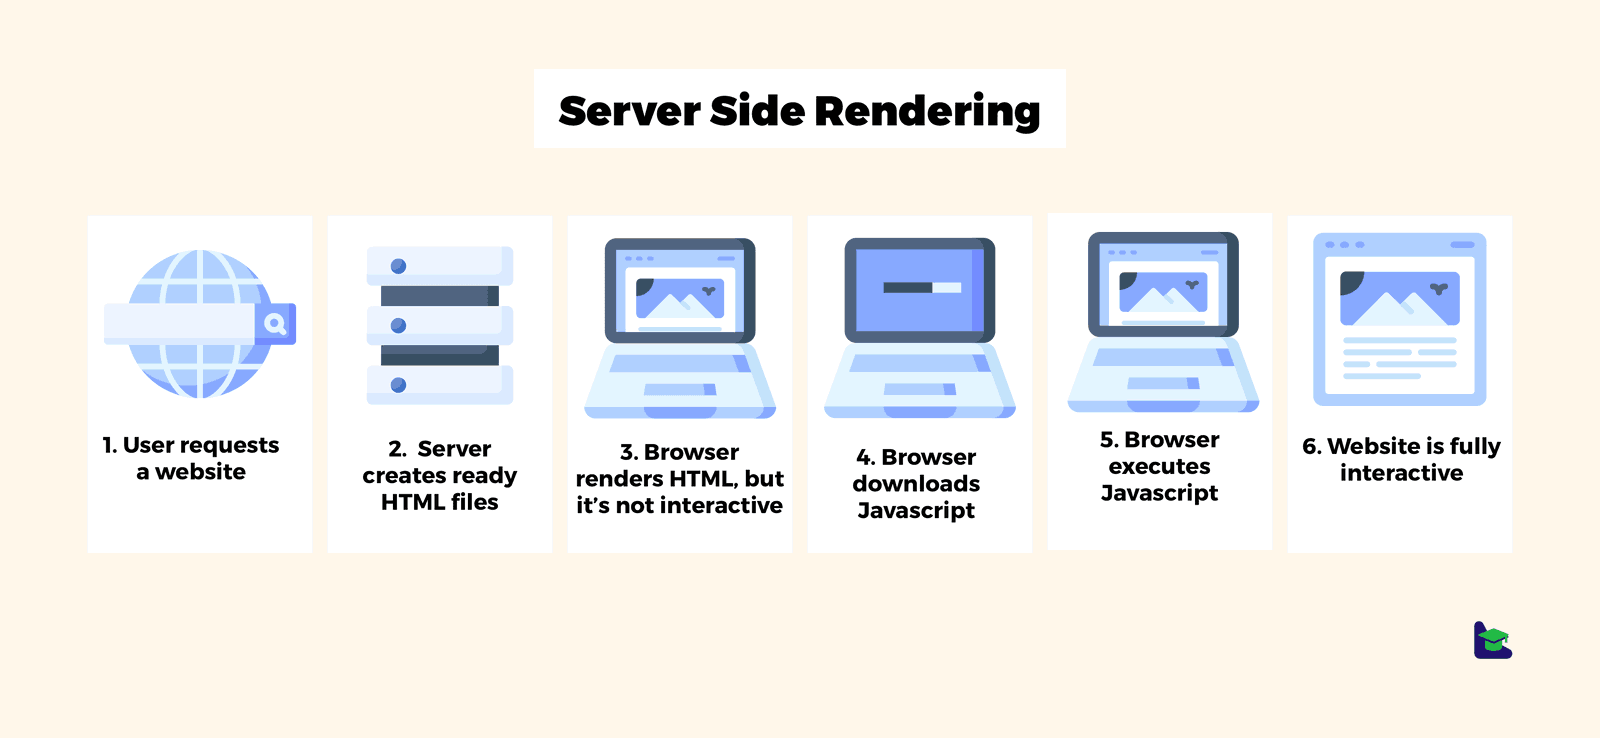 Server Side Rendering
1. User requests
a website
2. Server
creates ready
HTML files
3. Browser
renders HTML, but
it’s not interactive
4. Browser
downloads
Javascript
5. Browser
executes
Javascript
6. Website is fully
interactive